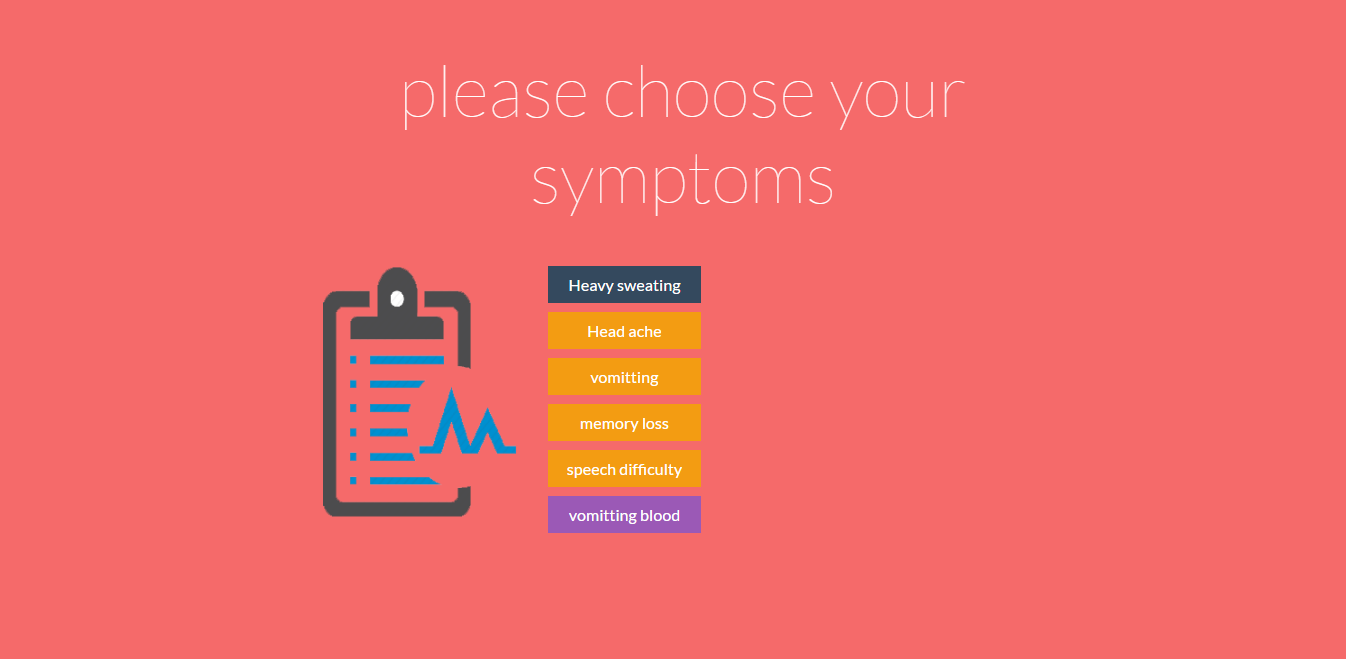 please choose your
symptoms
Heavy sweating
Head ache
vomitting
memory loss
speech difficulty
vomitting blood